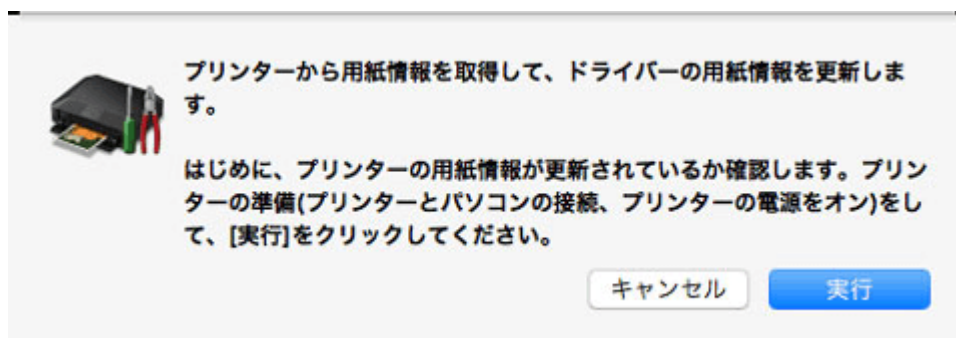 プリンターから用紙情報を取得して、ドライバーの用紙情報を更新しま
す。
はじめに、プリンターの用紙情報が更新されているか確認します。プリン
ターの準備(プリンターとパソコンの接続、プリンターの電源をオン)をし
て、[実行]をクリックしてください。
キャンセル
実行